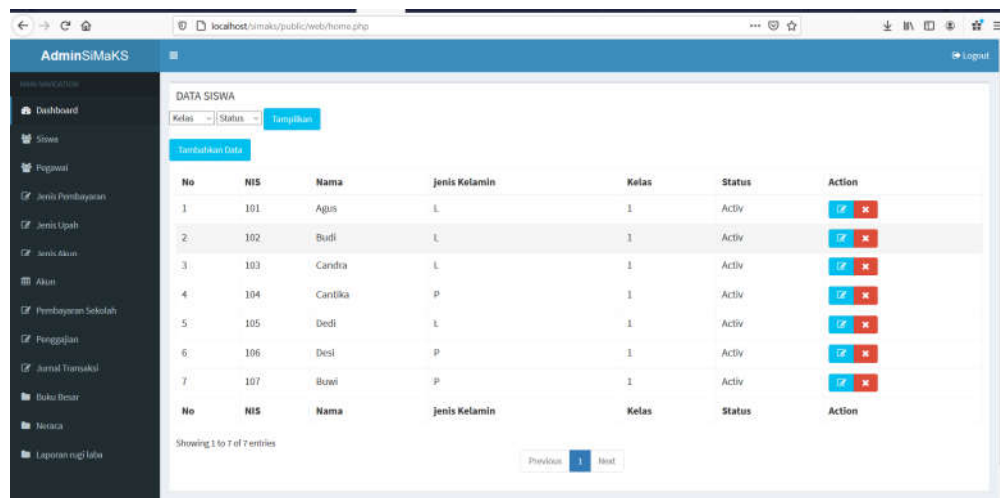 localhost/simaks/public/web/home.php
AdminSiMaKS
Logout
MAIN NAVIGATION
Dashboard
Siswa
Pegawai
Jenis Pembayaran
Jenis Upah
Jenis Akun
Akun
Pembayaran Sekolah
Penggajian
Jurnal Transaksi
Buku Besar
Neraca
Laporan rugi laba
DATA SISWA
Kelas Status Tampilkan
Tambahkan Data
No NIS Nama jenis Kelamin Kelas Status Action
1 101 Agus L 1 Activ
2 102 Budi L 1 Activ
3 103 Candra L 1 Activ
4 104 Cantika P 1 Activ
5 105 Dedi L 1 Activ
6 106 Desi P 1 Activ
7 107 Buwi P 1 Activ
No NIS Nama jenis Kelamin Kelas Status Action
Showing 1 to 7 of 7 entries
Previous 1 Next